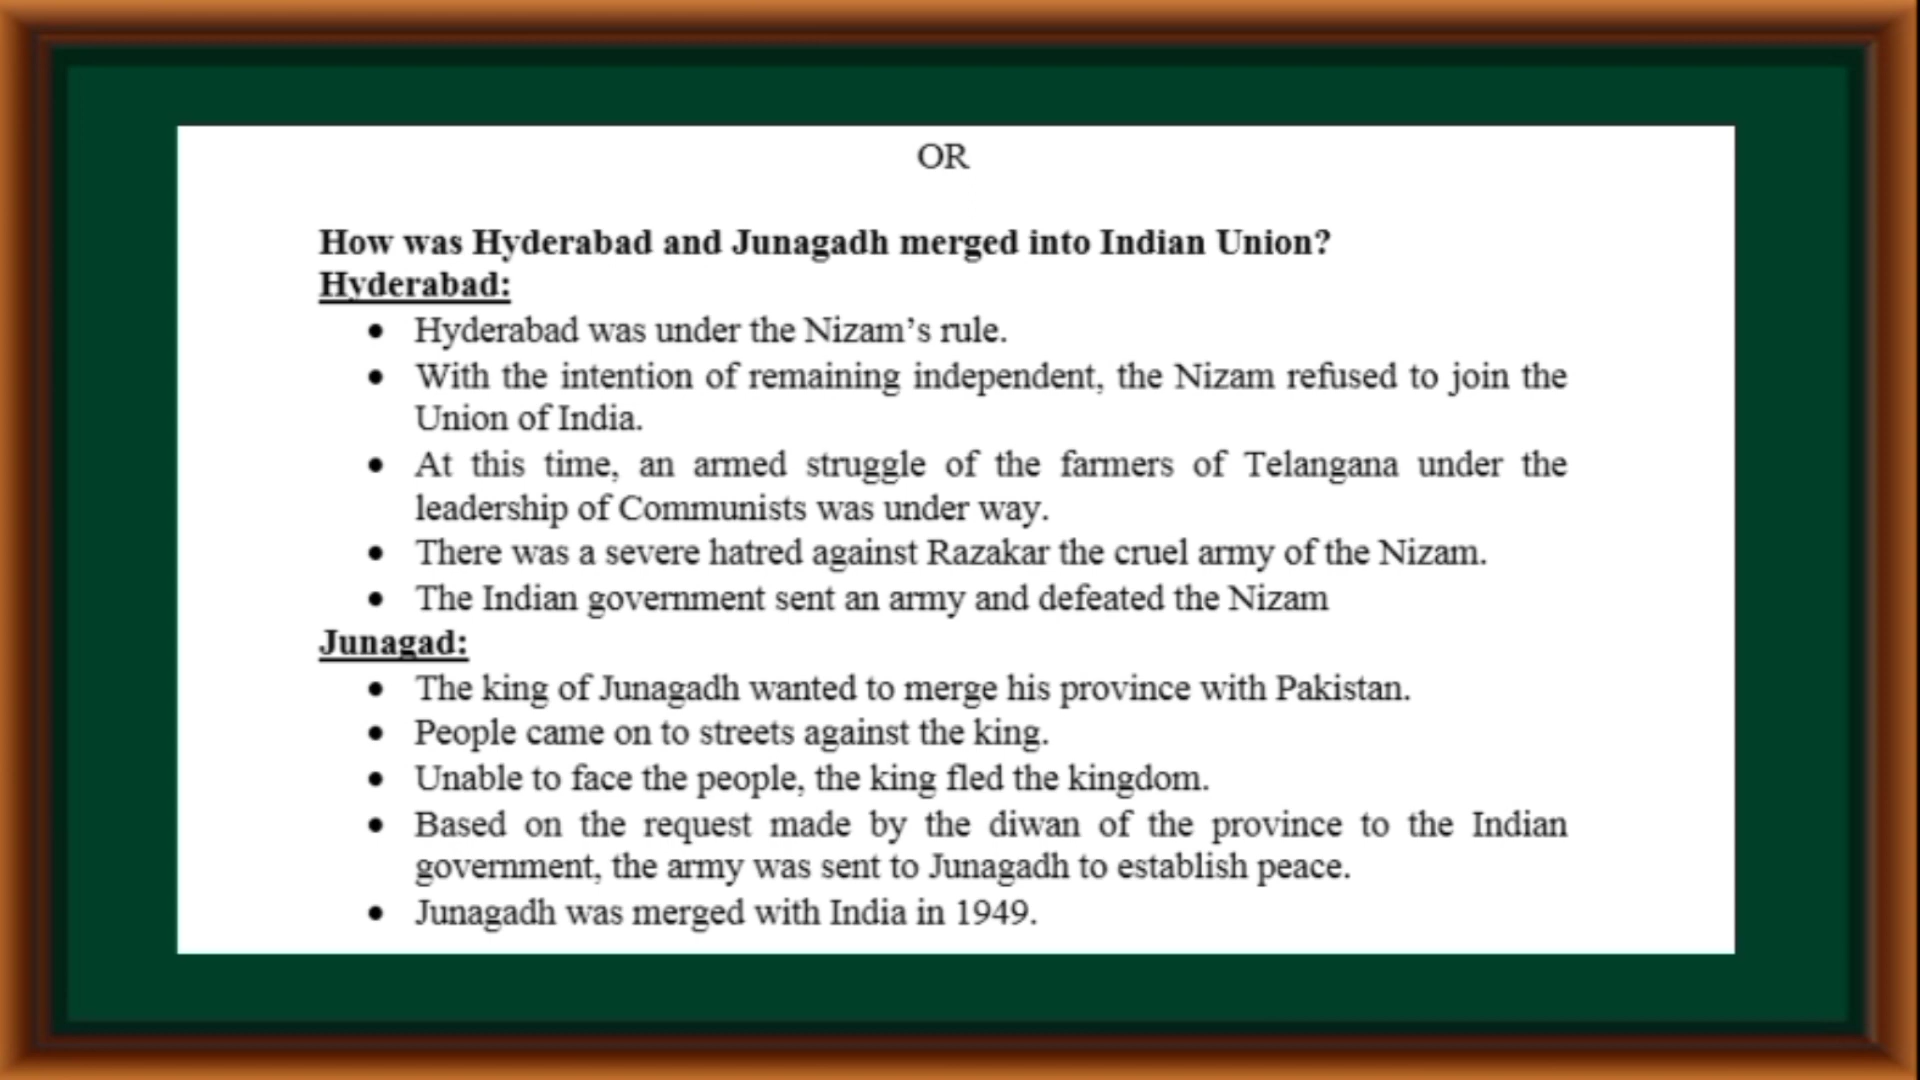 OR
How was Hyderabad and Junagadh merged into Indian Union?
Hyderabad:
• Hyderabad was under the Nizam’s rule.
• With the intention of remaining independent, the Nizam refused to join the
Union of India.
• At this time, an armed struggle of the farmers of Telangana under the
leadership of Communists was under way.
• There was a severe hatred against Razakar the cruel army of the Nizam.
• The Indian government sent an army and defeated the Nizam
Junagad:
• The king of Junagadh wanted to merge his province with Pakistan.
• People came on to streets against the king.
• Unable to face the people, the king fled the kingdom.
• Based on the request made by the diwan of the province to the Indian
government, the army was sent to Junagadh to establish peace.
• Junagadh was merged with India in 1949.